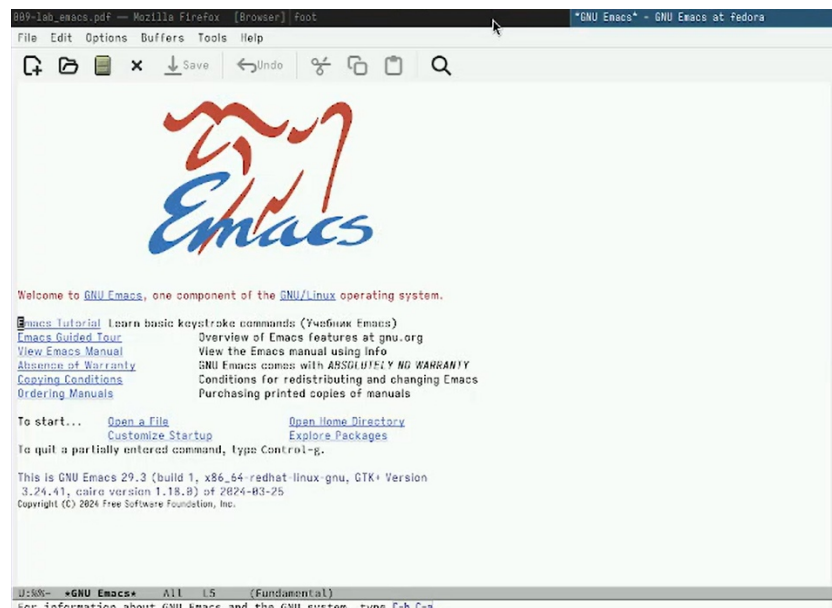 009-lab_emacs.pdf — Mozilla Firefox [Browser] foot *GNU Emacs* - GNU Emacs at fedora
File Edit Options Buffers Tools Help
Save Undo
Emacs
Welcome to GNU Emacs, one component of the GNU/Linux operating system.
Emacs Tutorial Learn basic keystroke commands (Учебник Emacs)
Emacs Guided Tour Overview of Emacs features at gnu.org
View Emacs Manual View the Emacs manual using Info
Absence of Warranty GNU Emacs comes with ABSOLUTELY NO WARRANTY
Copying Conditions Conditions for redistributing and changing Emacs
Ordering Manuals Purchasing printed copies of manuals
To start... Open a File Open Home Directory
Customize Startup Explore Packages
To quit a partially entered command, type Control-g.
This is GNU Emacs 29.3 (build 1, x86_64-redhat-linux-gnu, GTK+ Version
3.24.41, cairo version 1.18.0) of 2024-03-25
Copyright (C) 2024 Free Software Foundation, Inc.
U:%%- *GNU Emacs* All L5 (Fundamental)
For information about GNU Emacs and the GNU system, type C-h C-a